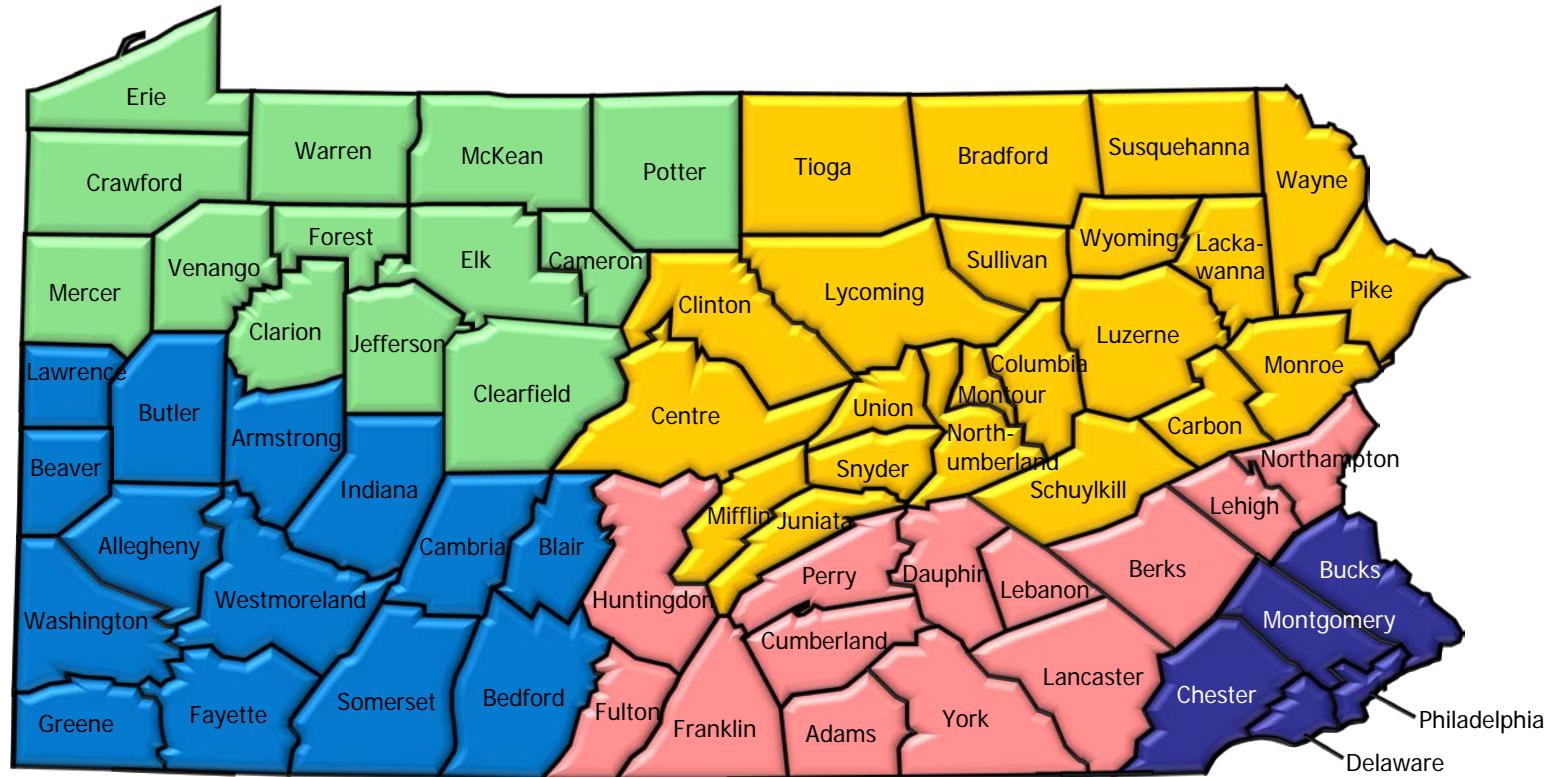 Erie
Warren
McKean
Potter
Tioga
Bradford
Susquehanna
Wayne
Crawford
Forest
Venango
Elk
Cameron
Mercer
Clarion
Jefferson
Clearfield
Clinton
Lycoming
Sullivan
Wyoming
Lacka-
wanna
Pike
Luzerne
Columbia
Montour
Monroe
Carbon
Centre
Union
Snyder
North-
umberland
Schuylkill
Mifflin
Juniata
Lawrence
Butler
Armstrong
Beaver
Indiana
Allegheny
Cambria
Blair
Westmoreland
Washington
Greene
Fayette
Somerset
Bedford
Huntingdon
Fulton
Franklin
Perry
Cumberland
Adams
York
Dauphin
Lebanon
Lancaster
Berks
Lehigh
Northampton
Bucks
Montgomery
Chester
Philadelphia
Delaware